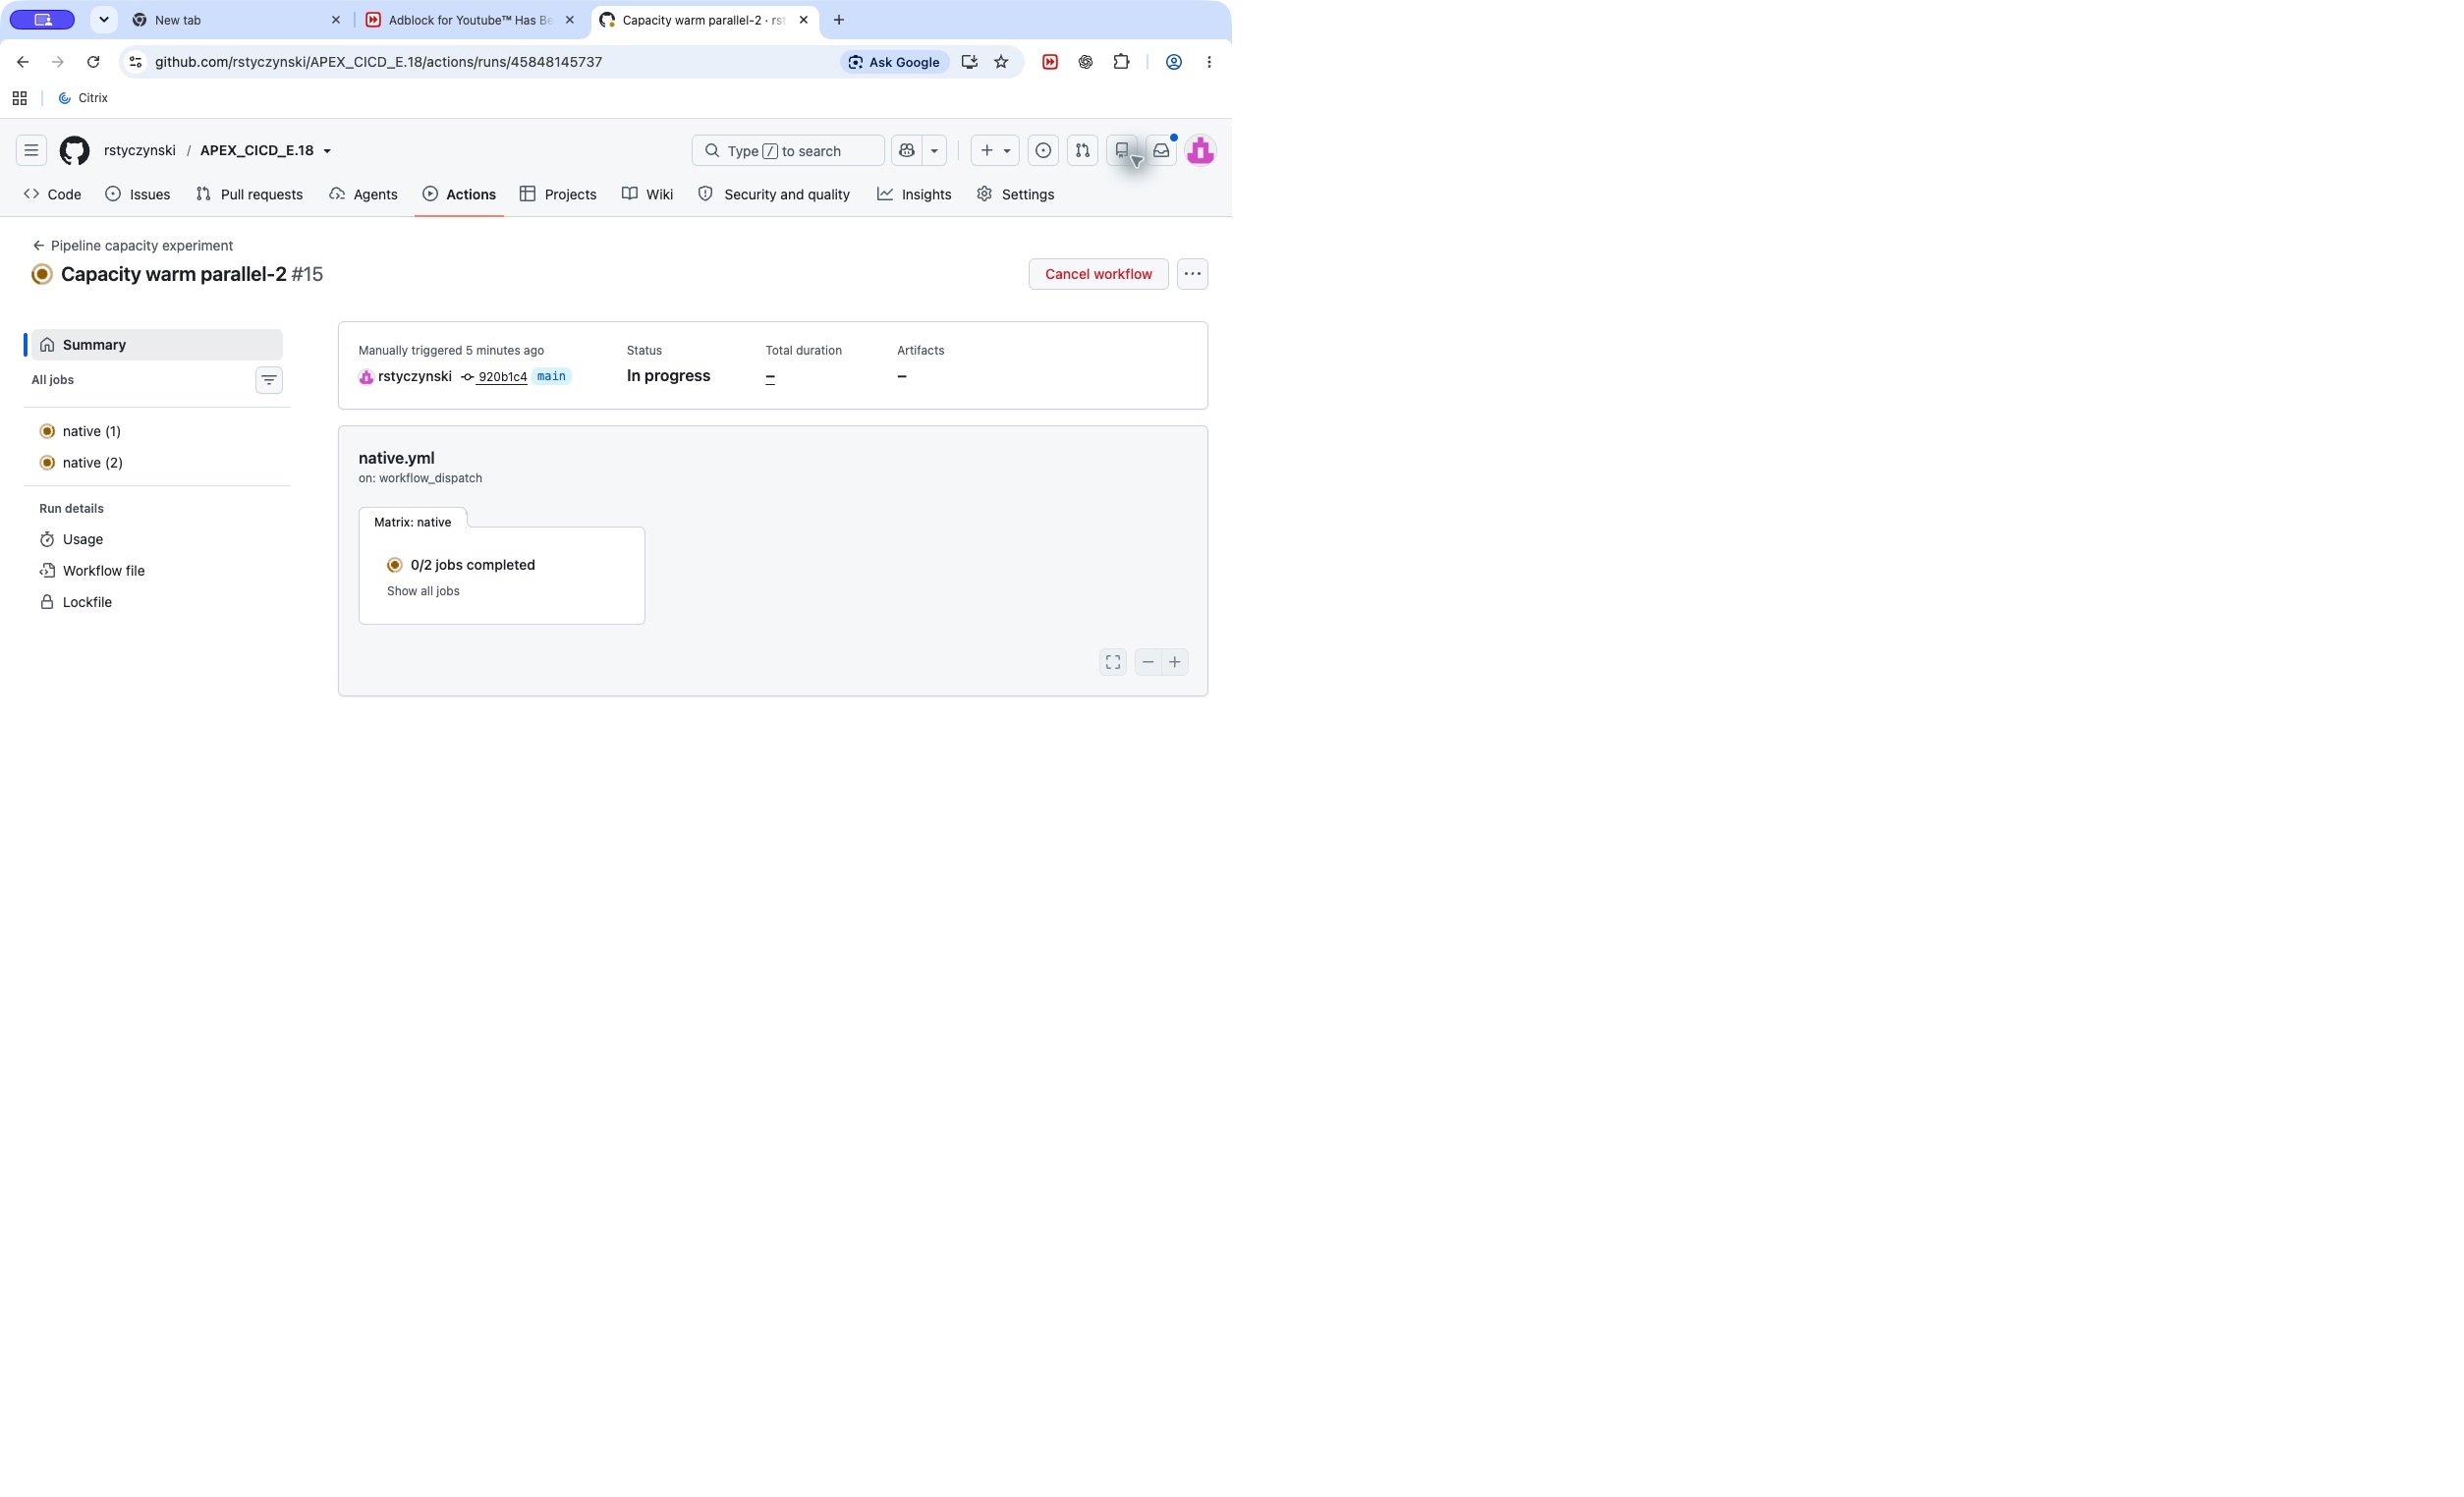 New tab
Adblock for Youtube™ Has Be
Capacity warm parallel-2 · rst
github.com/rstyczynski/APEX_CICD_E.18/actions/runs/45848145737
Ask Google
Citrix
rstyczynski / APEX_CICD_E.18
Type / to search
Code Issues Pull requests Agents Actions Projects Wiki Security and quality Insights Settings
Pipeline capacity experiment
Capacity warm parallel-2 #15
Cancel workflow
Summary
All jobs
native (1)
native (2)
Run details
Usage
Workflow file
Lockfile
Manually triggered 5 minutes ago Status Total duration Artifacts
rstyczynski 920b1c4 main In progress – –
native.yml
on: workflow_dispatch
Matrix: native
0/2 jobs completed
Show all jobs